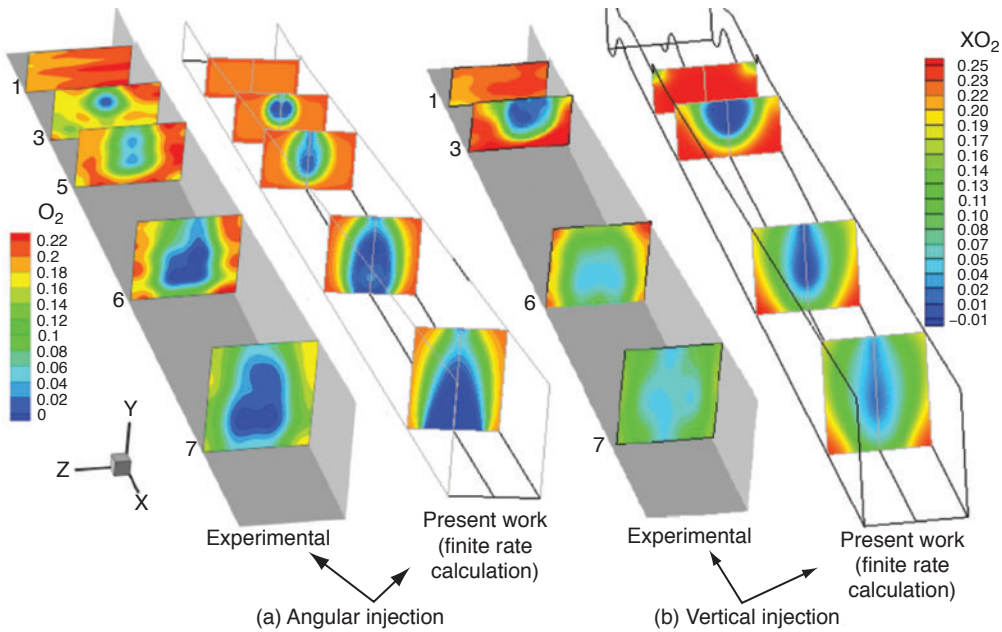 1
3
5
6
7
O2
0.22
0.2
0.18
0.16
0.14
0.12
0.1
0.08
0.06
0.04
0.02
0
Y
Z
X
Experimental
Present work
(finite rate
calculation)
(a) Angular injection
1
3
6
7
XO2
0.25
0.22
0.20
0.19
0.17
0.16
0.14
0.13
0.11
0.10
0.08
0.07
0.05
0.04
0.02
0.01
−0.01
Experimental
Present work
(finite rate
calculation)
(b) Vertical injection